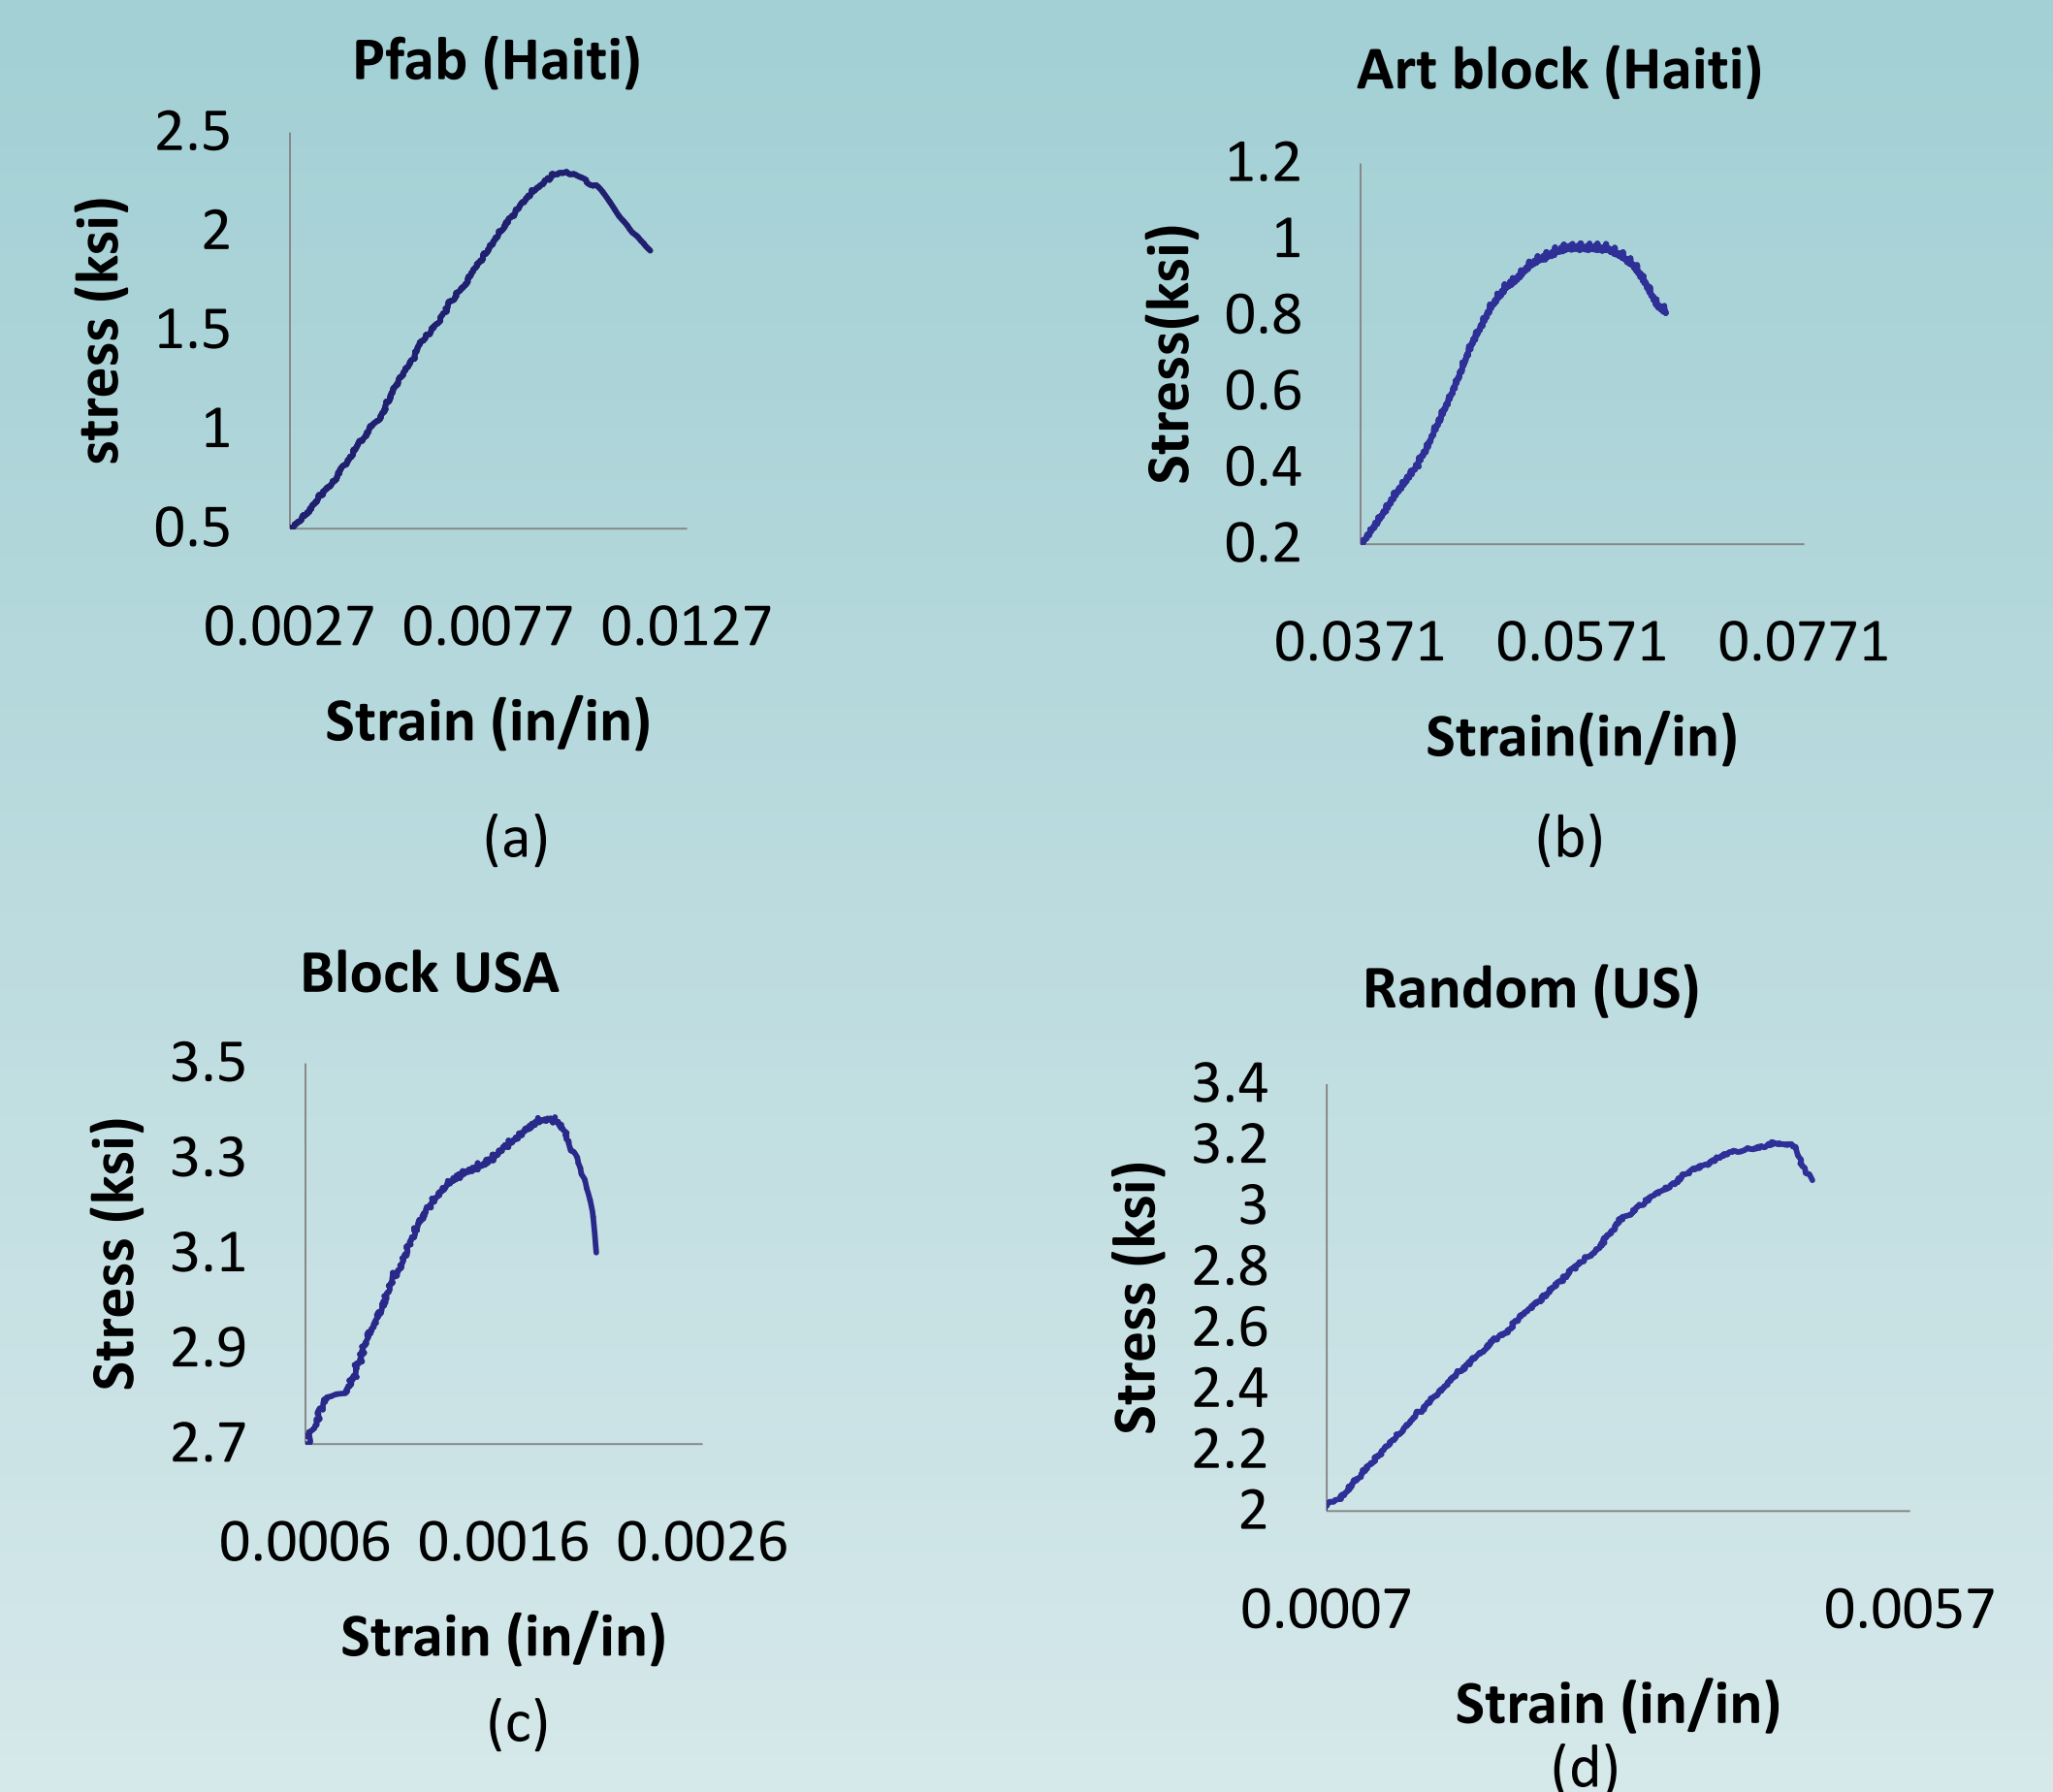 Pfab (Haiti)
2.5
2
1.5
1
0.5
stress (ksi)
0.0027 0.0077 0.0127
Strain (in/in)
(a)
Art block (Haiti)
1.2
1
0.8
0.6
0.4
0.2
Stress(ksi)
0.0371 0.0571 0.0771
Strain(in/in)
(b)
Block USA
3.5
3.3
3.1
2.9
2.7
Stress (ksi)
0.0006 0.0016 0.0026
Strain (in/in)
(c)
Random (US)
3.4
3.2
3
2.8
2.6
2.4
2.2
2
Stress (ksi)
0.0007 0.0057
Strain (in/in)
(d)